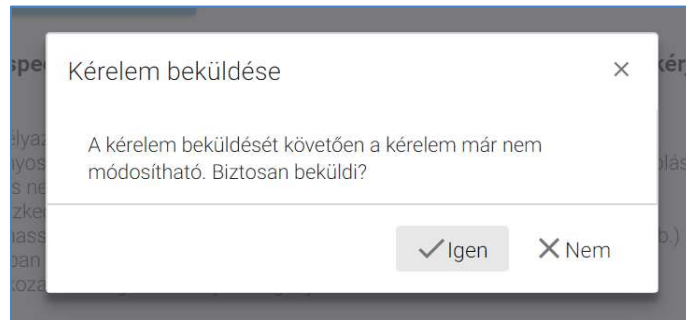 Kérelem beküldése
A kérelem beküldését követően a kérelem már nem
módosítható. Biztosan beküldi?
Igen
Nem